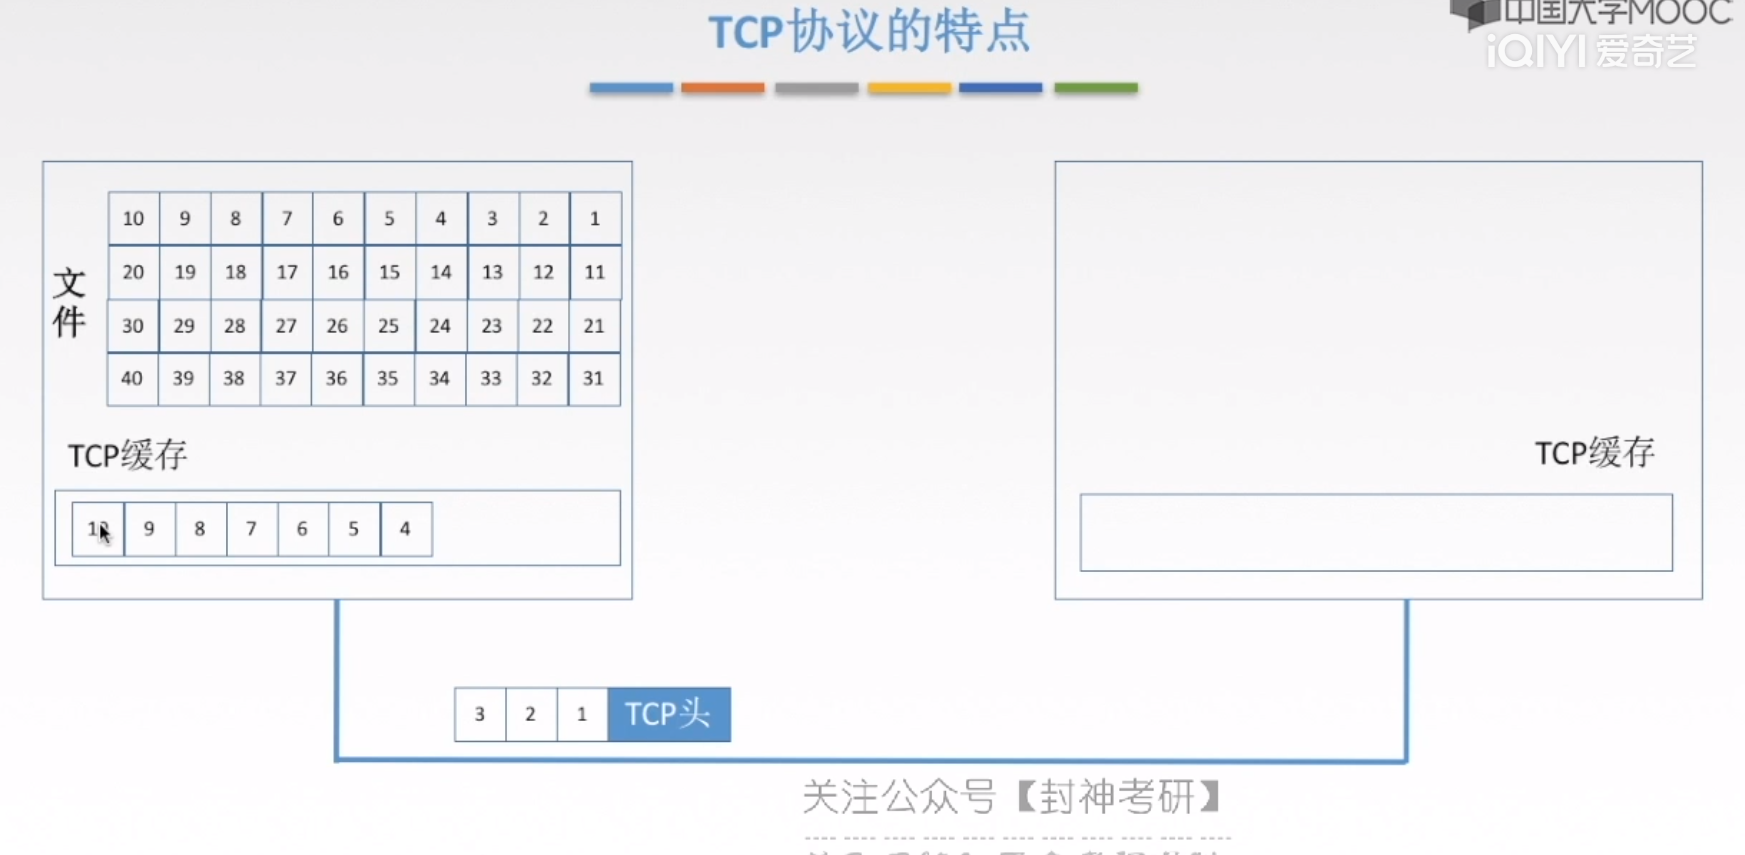 TCP协议的特点
中国大学MOOC
iQIYI 爱奇艺
文件
10 9 8 7 6 5 4 3 2 1
20 19 18 17 16 15 14 13 12 11
30 29 28 27 26 25 24 23 22 21
40 39 38 37 36 35 34 33 32 31
TCP缓存
10 9 8 7 6 5 4
TCP缓存
3 2 1 TCP头
关注公众号【封神考研】